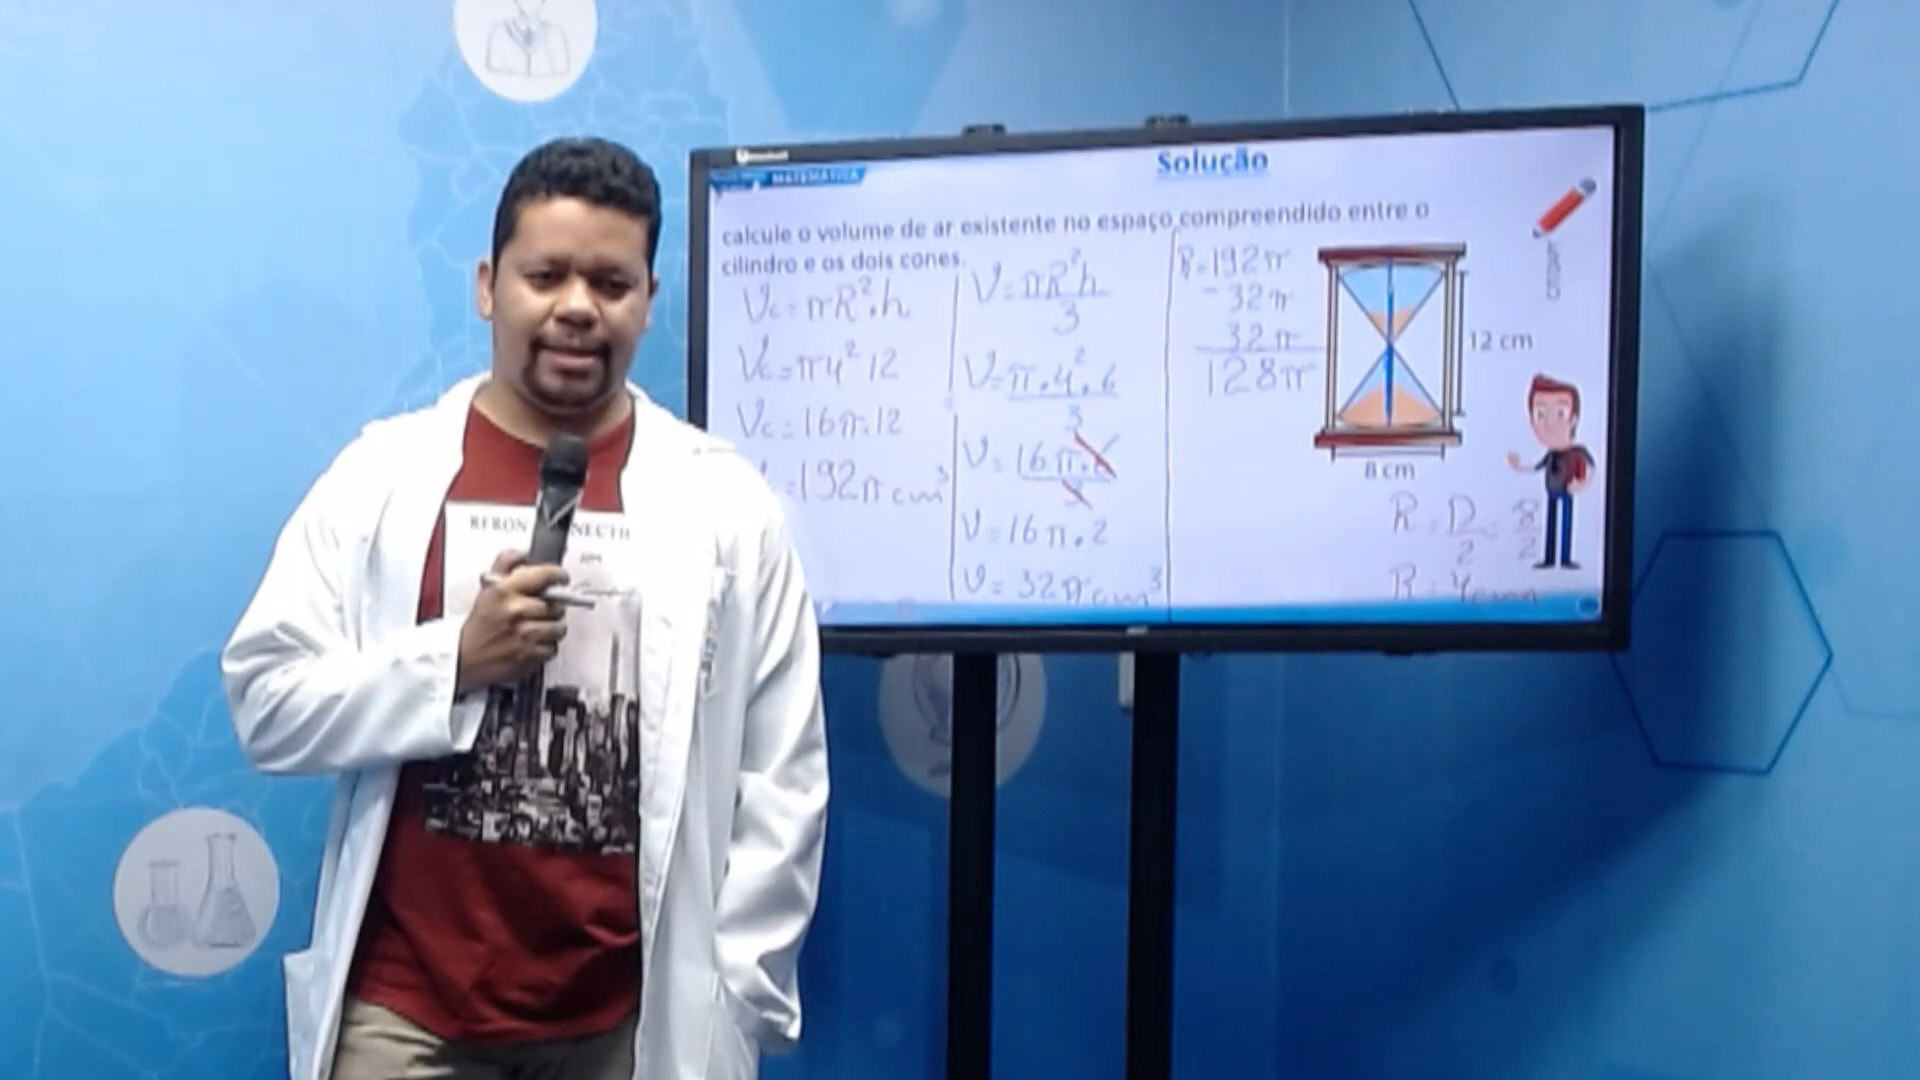 MATEMÁTICA
Solução
calcule o volume de ar existente no espaço compreendido entre o
cilindro e os dois cones.
Vc = πR².h
Vc = π4² 12
Vc = 16π.12
= 192π cm³
V = πR²h
3
V = π.4².6
3
V = 16π.6
3
V = 16π.2
V = 32π cm³
R = 192π
- 32π
32π
128π
12 cm
8 cm
R = D = 8
2 2
R = 4cm